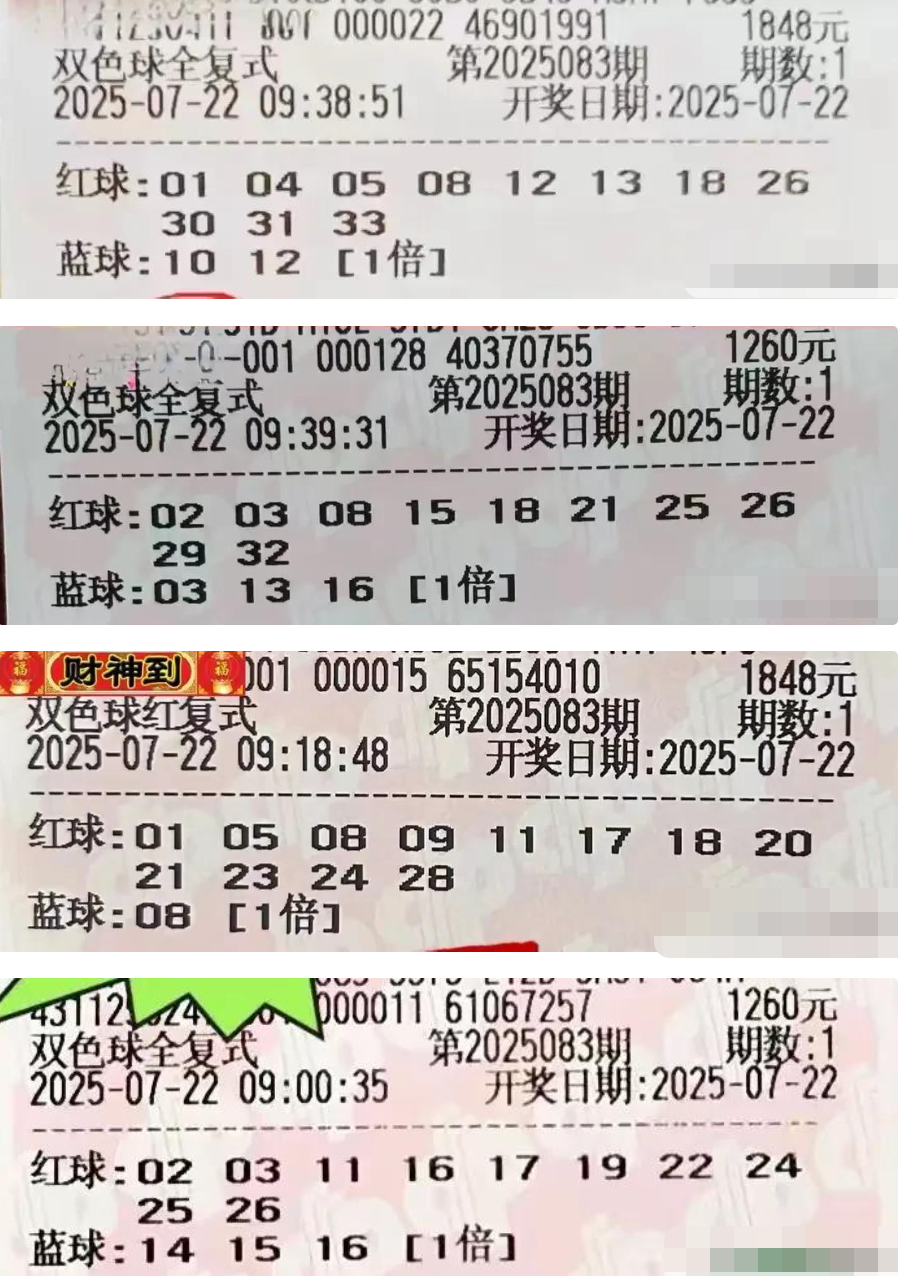 001 000022 46901991 1848元
双色球全复式 第2025083期 期数:1
2025-07-22 09:38:51 开奖日期:2025-07-22
红球:01 04 05 08 12 13 18 26
30 31 33
蓝球:10 12 [1倍]
-001 000128 40370755 1260元
双色球全复式 第2025083期 期数:1
2025-07-22 09:39:31 开奖日期:2025-07-22
红球:02 03 08 15 18 21 25 26
29 32
蓝球:03 13 16 [1倍]
福 财神到 福 001 000015 65154010 1848元
双色球红复式 第2025083期 期数:1
2025-07-22 09:18:48 开奖日期:2025-07-22
红球:01 05 08 09 11 17 18 20
21 23 24 28
蓝球:08 [1倍]
000011 61067257 1260元
双色球全复式 第2025083期 期数:1
2025-07-22 09:00:35 开奖日期:2025-07-22
红球:02 03 11 16 17 19 22 24
25 26
蓝球:14 15 16 [1倍]